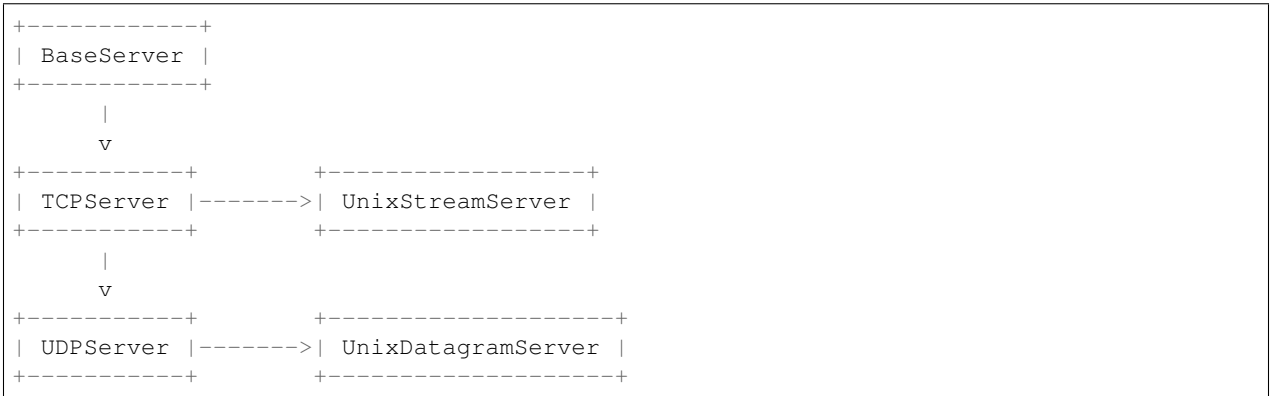 +------------+
| BaseServer |
+------------+
      |
      v
+-----------+        +------------------+
| TCPServer |------->| UnixStreamServer |
+-----------+        +------------------+
      |
      v
+-----------+        +--------------------+
| UDPServer |------->| UnixDatagramServer |
+-----------+        +--------------------+